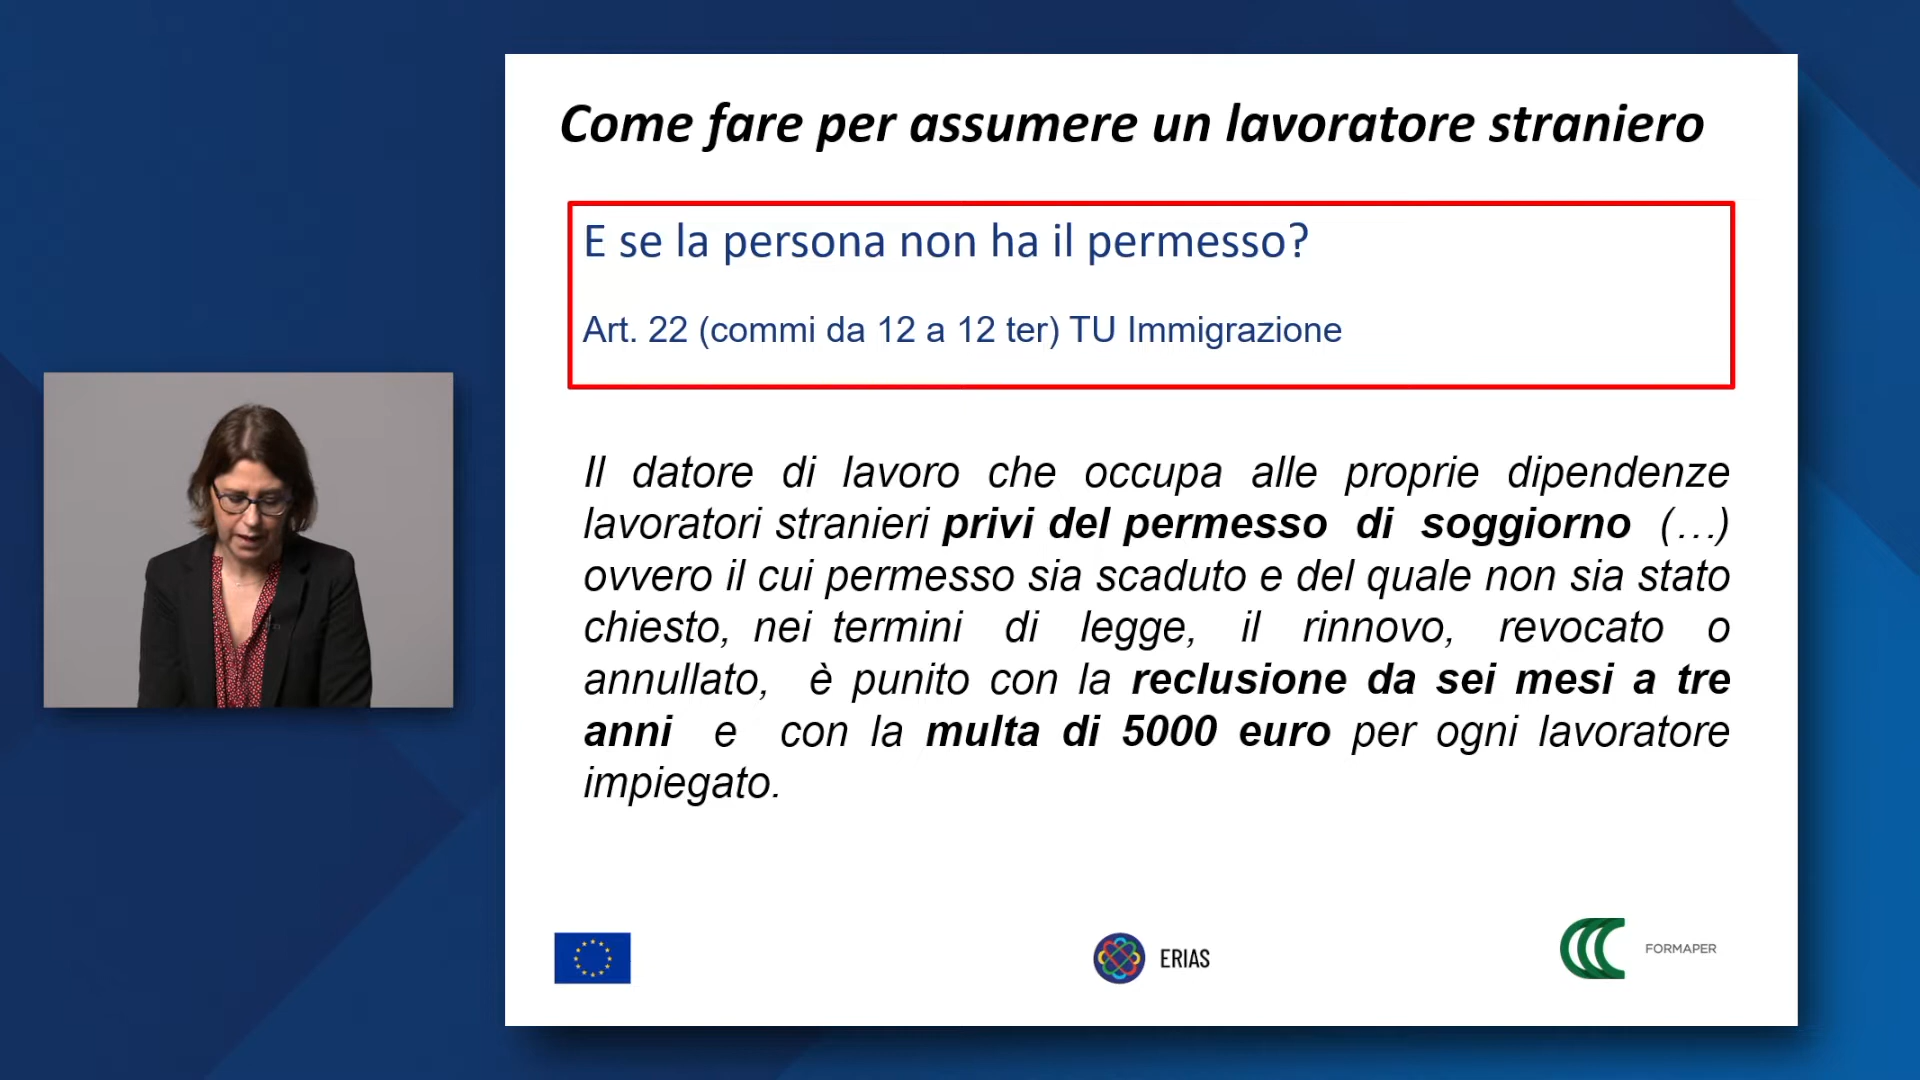 Come fare per assumere un lavoratore straniero
E se la persona non ha il permesso?
Art. 22 (commi da 12 a 12 ter) TU Immigrazione
Il datore di lavoro che occupa alle proprie dipendenze
lavoratori stranieri privi del permesso di soggiorno (…)
ovvero il cui permesso sia scaduto e del quale non sia stato
chiesto, nei termini di legge, il rinnovo, revocato o
annullato, è punito con la reclusione da sei mesi a tre
anni e con la multa di 5000 euro per ogni lavoratore
impiegato.
ERIAS
FORMAPER